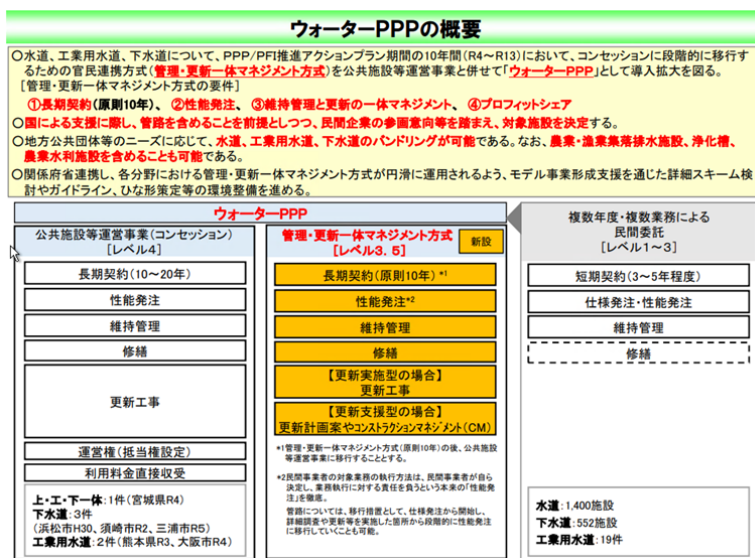 ウォーターPPPの概要
○水道、工業用水道、下水道について、PPP/PFI推進アクションプラン期間の10年間(R4～R13)において、コンセッションに段階的に移行す
るための官民連携方式(管理・更新一体マネジメント方式)を公共施設等運営事業と併せて「ウォーターPPP」として導入拡大を図る。
[管理・更新一体マネジメント方式の要件]
①長期契約(原則10年)、 ②性能発注、 ③維持管理と更新の一体マネジメント、 ④プロフィットシェア
○国による支援に際し、管路を含めることを前提としつつ、民間企業の参画意向等を踏まえ、対象施設を決定する。
○地方公共団体等のニーズに応じて、水道、工業用水道、下水道のバンドリングが可能である。なお、農業・漁業集落排水施設、浄化槽、
農業水利施設を含めることも可能である。
○関係府省連携し、各分野における管理・更新一体マネジメント方式が円滑に運用されるよう、モデル事業形成支援を通じた詳細スキーム検
討やガイドライン、ひな形策定等の環境整備を進める。
ウォーターPPP
公共施設等運営事業(コンセッション)
[レベル4]
長期契約(10～20年)
性能発注
維持管理
修繕
更新工事
運営権(抵当権設定)
利用料金直接収受
上・工・下一体:1件(宮城県R4)
下水道:3件
(浜松市H30、須崎市R2、三浦市R5)
工業用水道:2件(熊本県R3、大阪市R4)
管理・更新一体マネジメント方式
[レベル3.5]
新設
長期契約(原則10年) *1
性能発注*2
維持管理
修繕
【更新実施型の場合】
更新工事
【更新支援型の場合】
更新計画案やコンストラクションマネジメント(CM)
*1管理・更新一体マネジメント方式(原則10年)の後、公共施設
等運営事業に移行することとする。
*2民間事業者の対象業務の執行方法は、民間事業者が自ら
決定し、業務執行に対する責任を負うという本来の「性能発
注」を徹底。
管路については、移行措置として、仕様発注から開始し、
詳細調査や更新等を実施した箇所から段階的に性能発注
に移行していくことも可能。
複数年度・複数業務による
民間委託
[レベル1～3]
短期契約(3～5年程度)
仕様発注・性能発注
維持管理
修繕
水道:1,400施設
下水道:552施設
工業用水道:19件